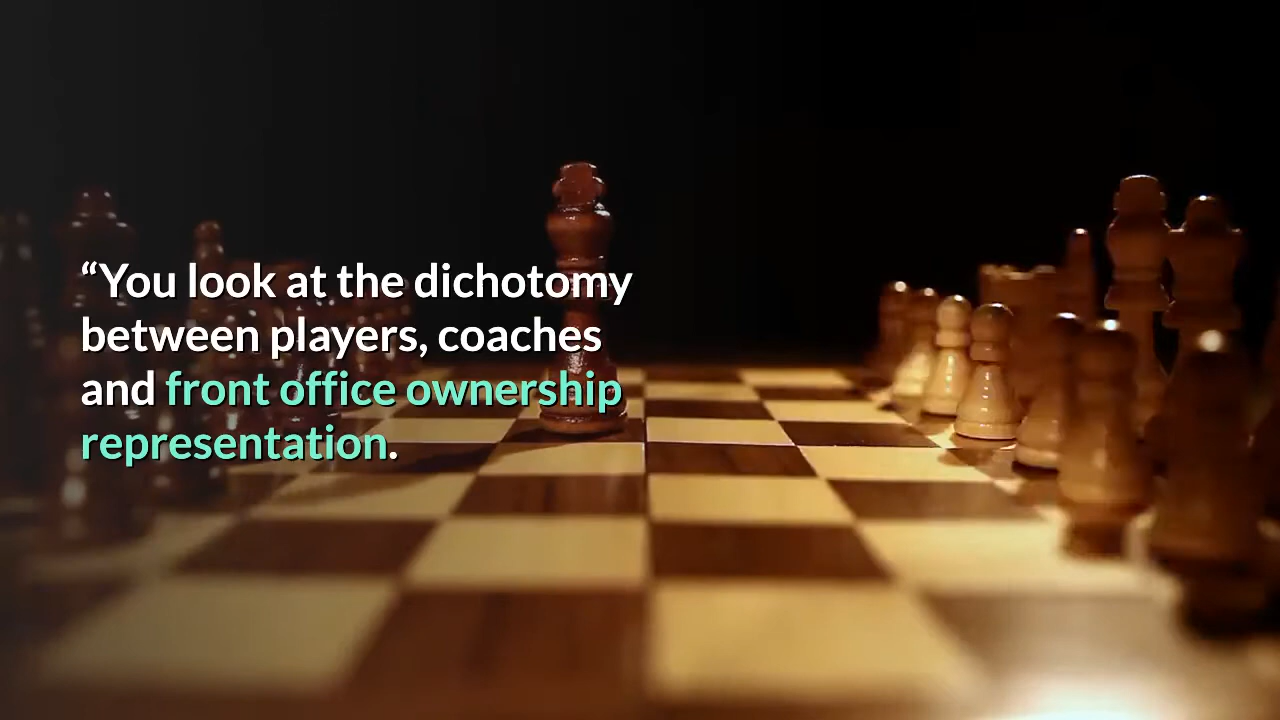 “You look at the dichotomy
between players, coaches
and front office ownership
representation.